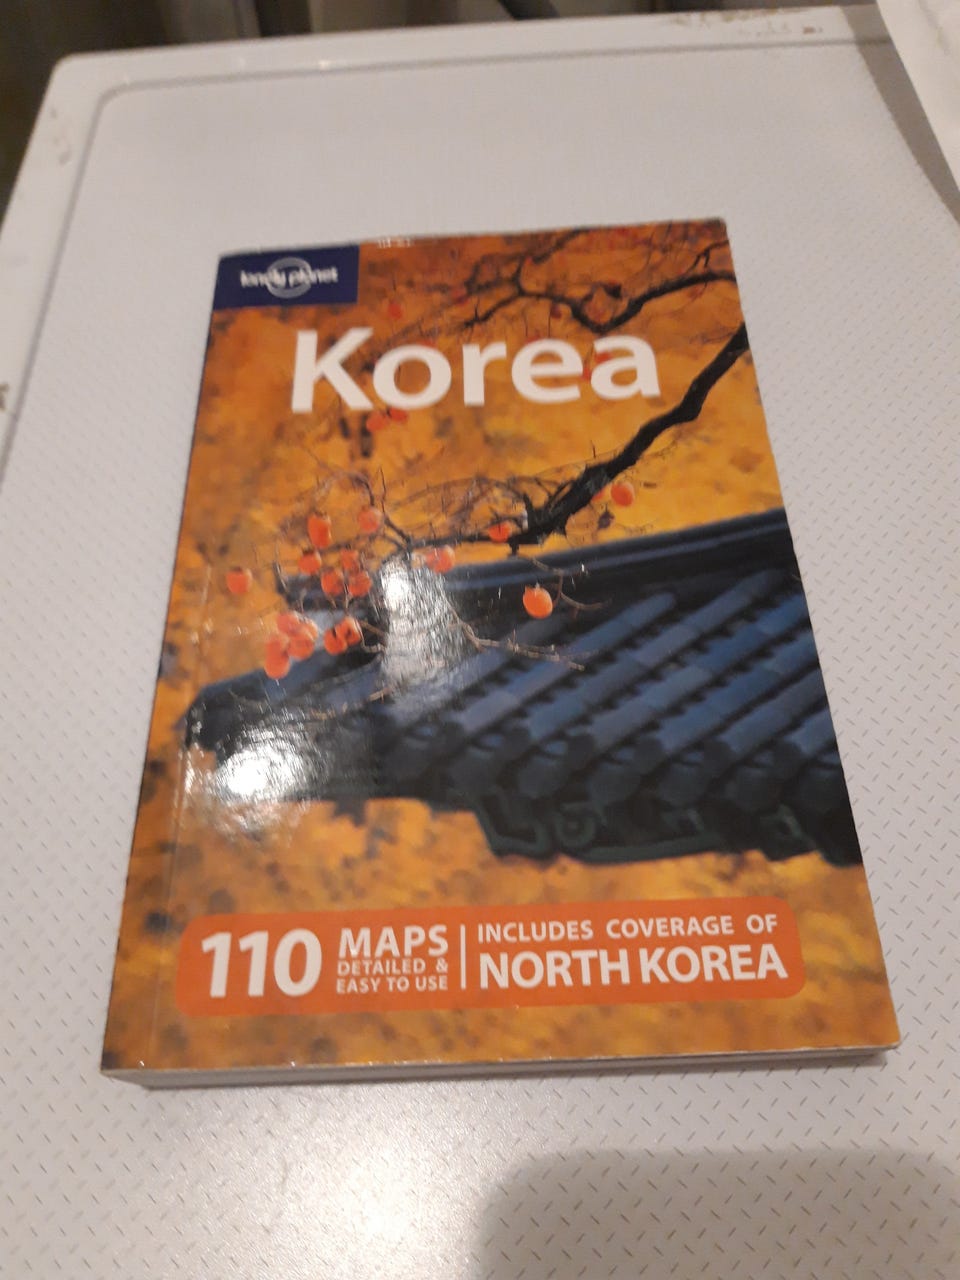 lonely planet
Korea
110 MAPS
DETAILED &
EASY TO USE
INCLUDES COVERAGE OF
NORTH KOREA